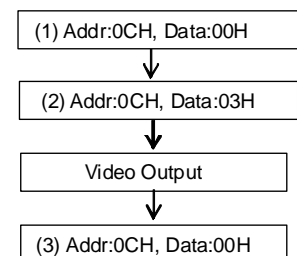 (1) Addr:0CH, Data:00H
(2) Addr:0CH, Data:03H
Video Output
(3) Addr:0CH, Data:00H